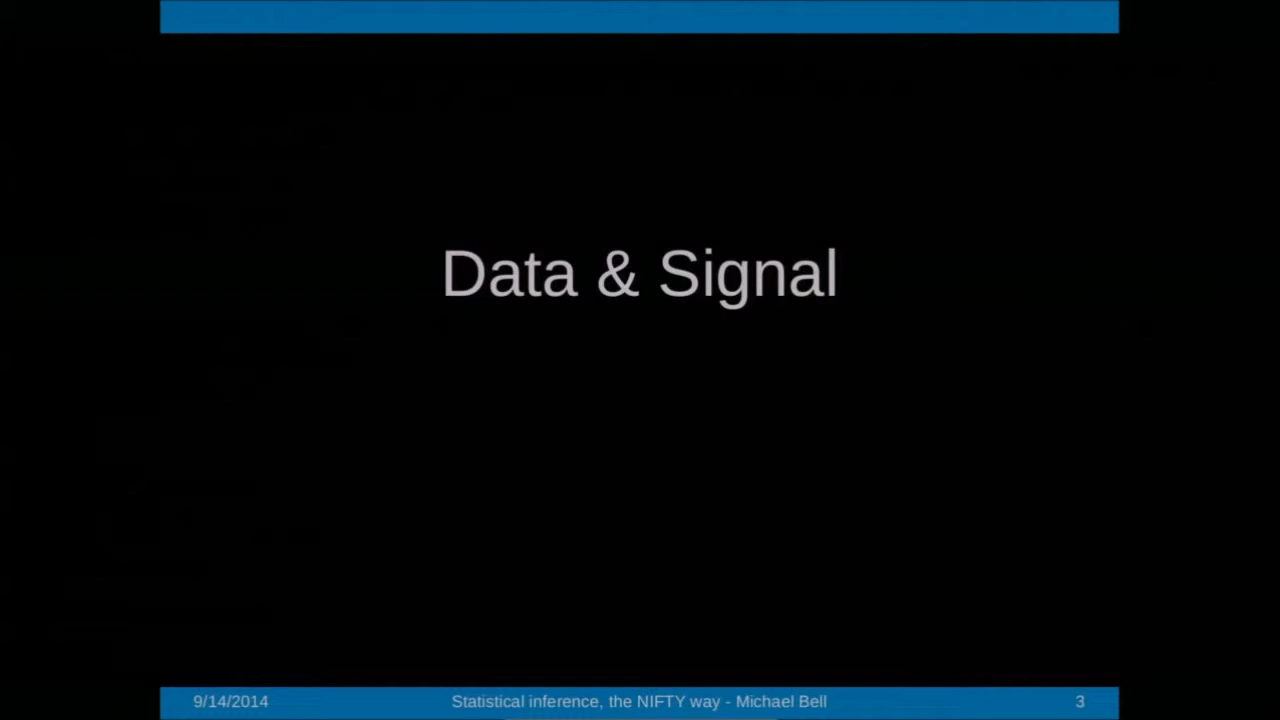 Data & Signal
9/14/2014
Statistical inference, the NIFTY way - Michael Bell
3